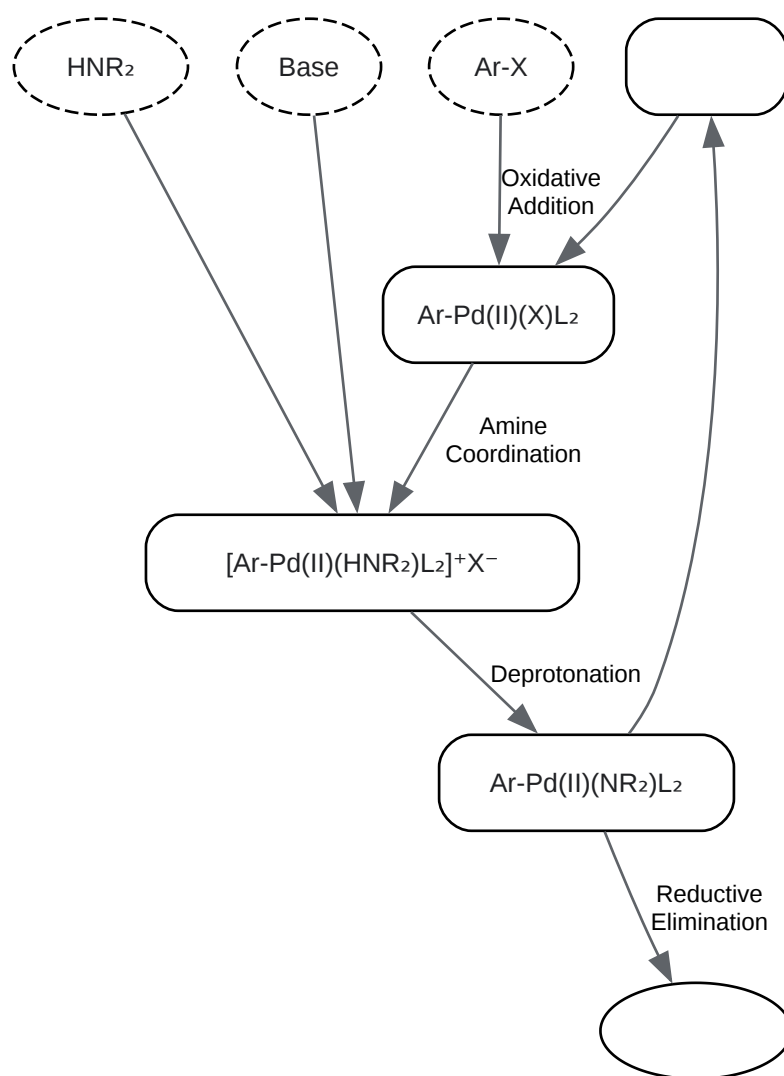 HNR₂
Base
Ar-X
Oxidative
Addition
Ar-Pd(II)(X)L₂
Amine
Coordination
[Ar-Pd(II)(HNR₂)L₂]⁺X⁻
Deprotonation
Ar-Pd(II)(NR₂)L₂
Reductive
Elimination